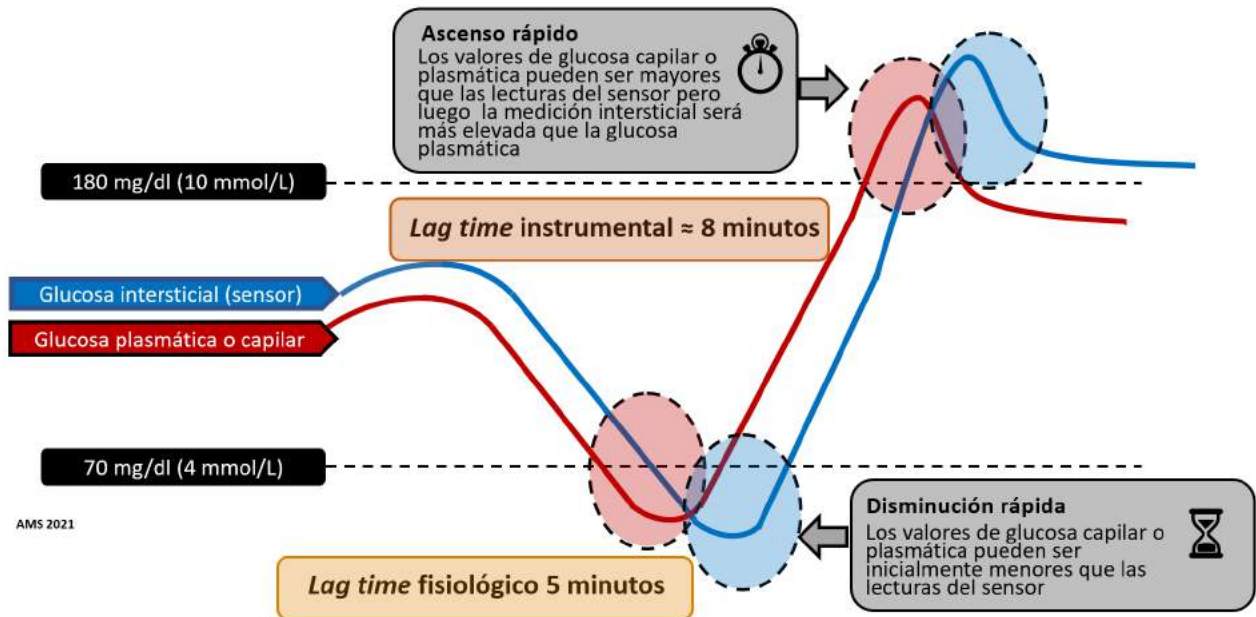 Ascenso rápido
Los valores de glucosa capilar o
plasmática pueden ser mayores
que las lecturas del sensor pero
luego la medición intersticial será
más elevada que la glucosa
plasmática
180 mg/dl (10 mmol/L)
Lag time instrumental ≈ 8 minutos
Glucosa intersticial (sensor)
Glucosa plasmática o capilar
70 mg/dl (4 mmol/L)
AMS 2021
Disminución rápida
Los valores de glucosa capilar o
plasmática pueden ser
inicialmente menores que las
lecturas del sensor
Lag time fisiológico 5 minutos